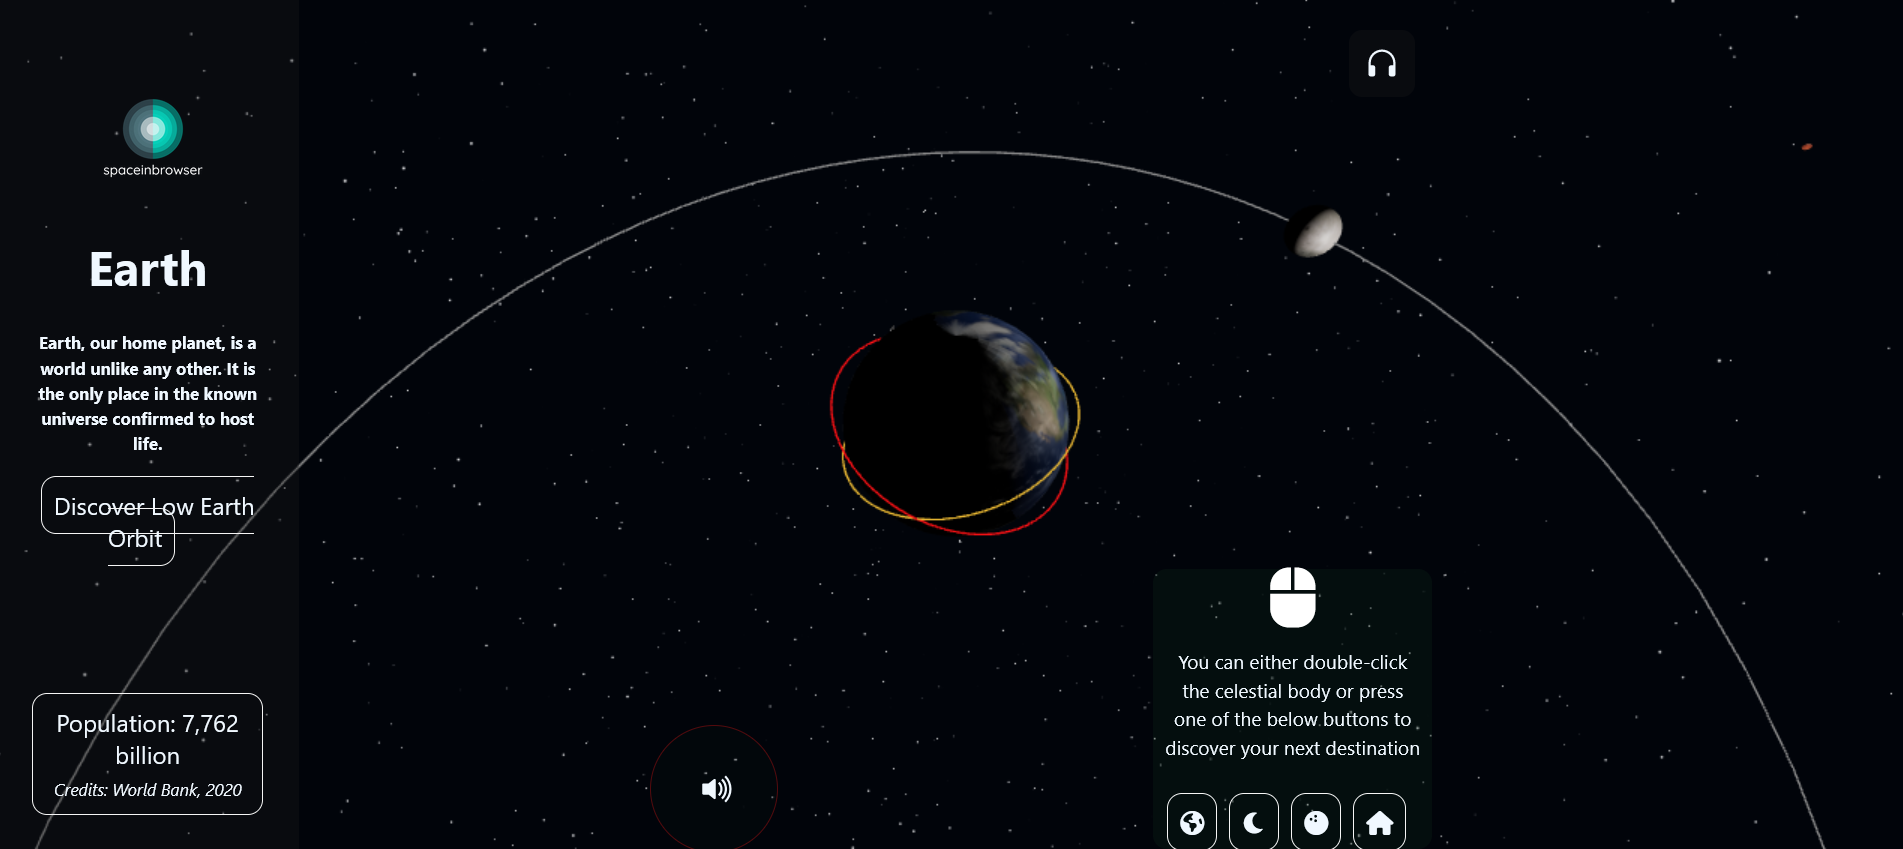 spaceinbrowser
Earth
Earth, our home planet, is a
world unlike any other. It is
the only place in the known
universe confirmed to host
life.
Discover Low Earth
Orbit
Population: 7,762
billion
Credits: World Bank, 2020
You can either double-click
the celestial body or press
one of the below buttons to
discover your next destination